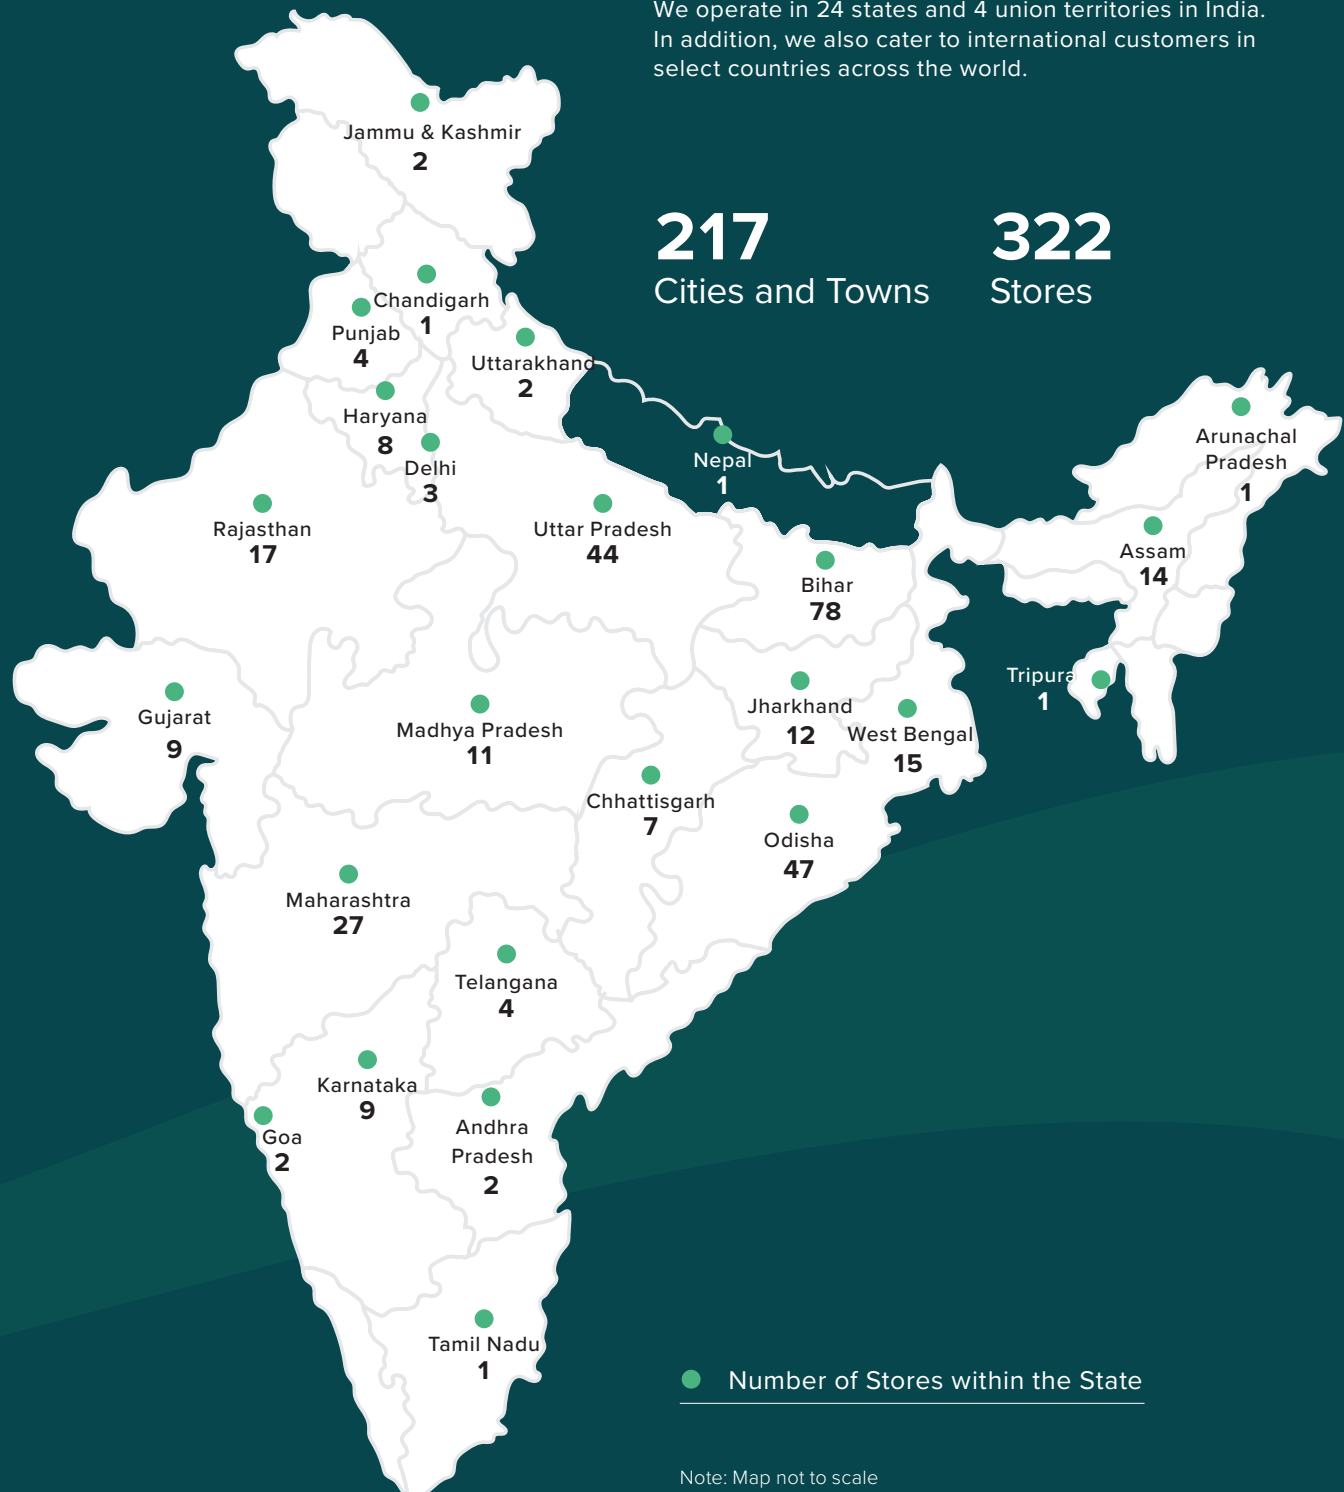 We operate in 24 states and 4 union territories in India.
In addition, we also cater to international customers in
select countries across the world.
217
Cities and Towns
322
Stores
Jammu & Kashmir
2
Chandigarh
1
Punjab
4
Uttarakhand
2
Haryana
8
Delhi
3
Nepal
1
Arunachal
Pradesh
1
Rajasthan
17
Uttar Pradesh
44
Assam
14
Bihar
78
Tripura
1
Gujarat
9
Madhya Pradesh
11
Jharkhand
12
West Bengal
15
Chhattisgarh
7
Odisha
47
Maharashtra
27
Telangana
4
Karnataka
9
Goa
2
Andhra
Pradesh
2
Tamil Nadu
1
Number of Stores within the State
Note: Map not to scale